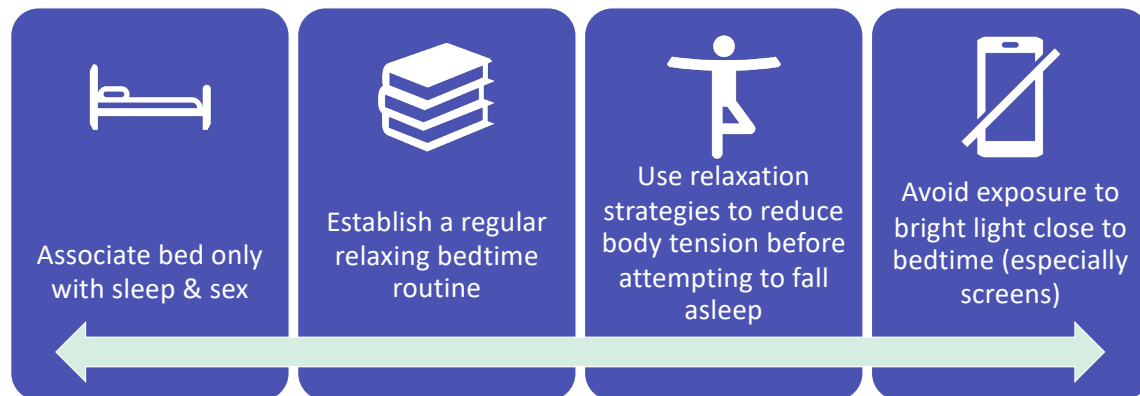 Associate bed only
with sleep & sex
Establish a regular
relaxing bedtime
routine
Use relaxation
strategies to reduce
body tension before
attempting to fall
asleep
Avoid exposure to
bright light close to
bedtime (especially
screens)